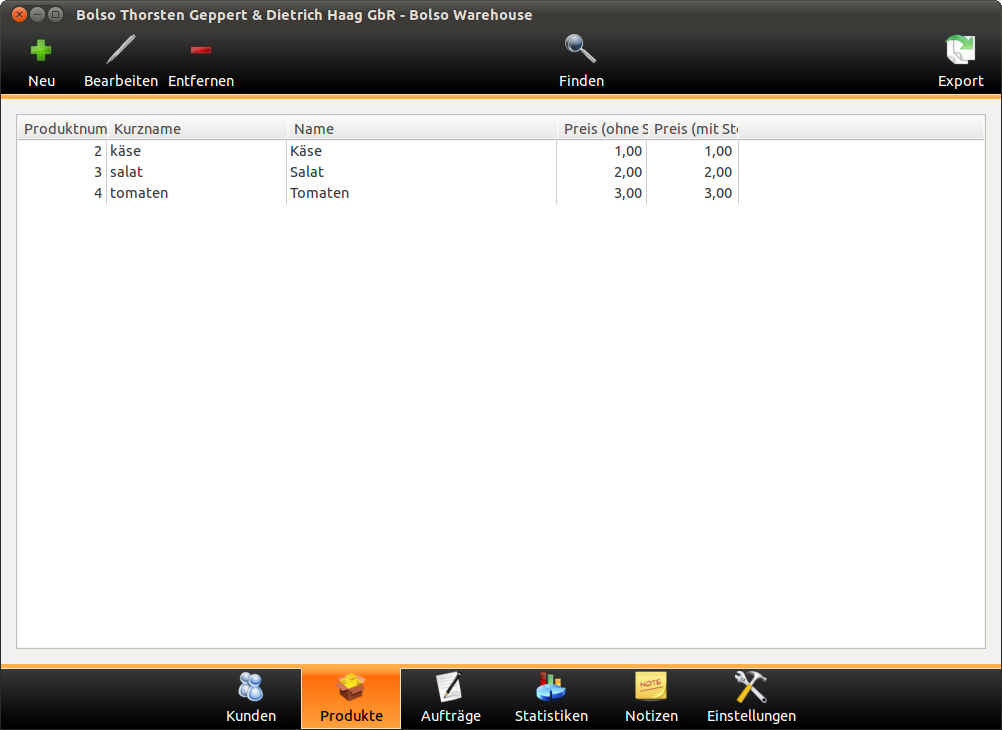 Bolso Thorsten Geppert & Dietrich Haag GbR - Bolso Warehouse
Neu Bearbeiten Entfernen Finden Export
Produktnum Kurzname Name Preis (ohne S Preis (mit Ste
2 käse Käse 1,00 1,00
3 salat Salat 2,00 2,00
4 tomaten Tomaten 3,00 3,00
NOTE
Kunden Produkte Aufträge Statistiken Notizen Einstellungen